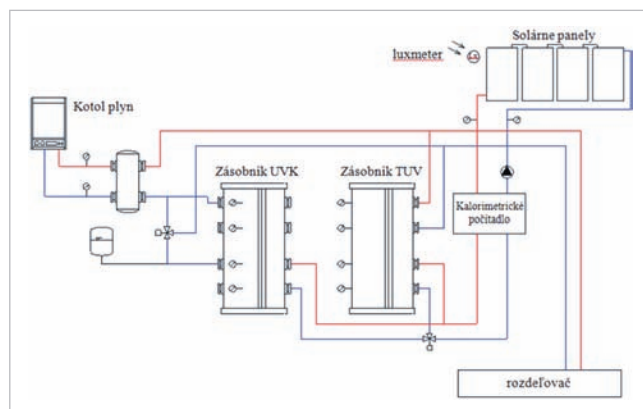 Solárne panely
luxmeter
Kotol plyn
Zásobník UVK
Zásobník TUV
Kalorimetrické
počítadlo
rozdeľovač